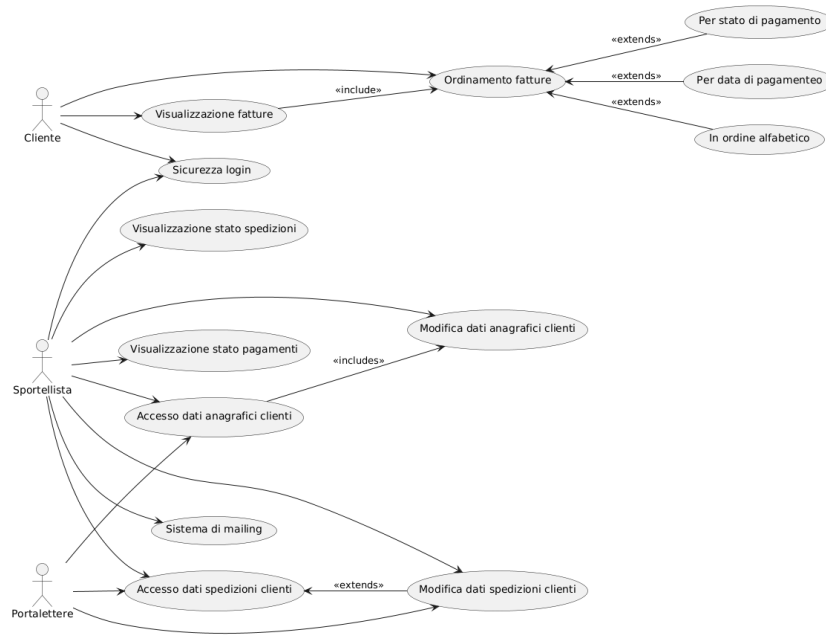 Per stato di pagamento
«extends»
Ordinamento fatture
«extends»
Per data di pagamenteo
«include»
«extends»
Visualizzazione fatture
Cliente
In ordine alfabetico
Sicurezza login
Visualizzazione stato spedizioni
Modifica dati anagrafici clienti
Visualizzazione stato pagamenti
«includes»
Sportellista
Accesso dati anagrafici clienti
Sistema di mailing
«extends»
Accesso dati spedizioni clienti
Modifica dati spedizioni clienti
Portalettere